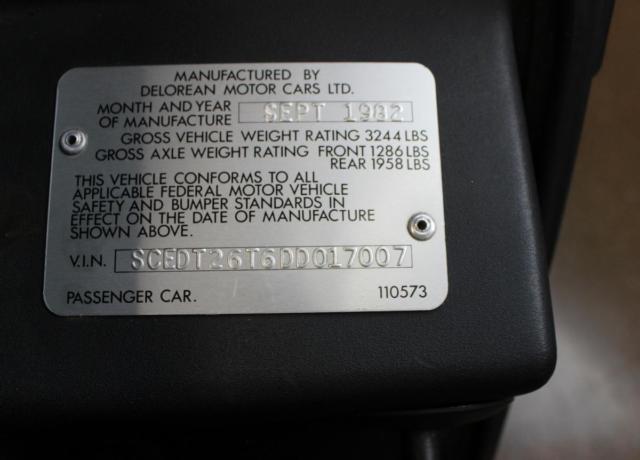 MANUFACTURED BY
DELOREAN MOTOR CARS LTD.
MONTH AND YEAR
OF MANUFACTURE SEPT 1982
GROSS VEHICLE WEIGHT RATING 3244 LBS
GROSS AXLE WEIGHT RATING FRONT 1286 LBS
REAR 1958 LBS
THIS VEHICLE CONFORMS TO ALL
APPLICABLE FEDERAL MOTOR VEHICLE
SAFETY AND BUMPER STANDARDS IN
EFFECT ON THE DATE OF MANUFACTURE
SHOWN ABOVE.
V.I.N. SCEDT26T6DD017007
PASSENGER CAR. 110573